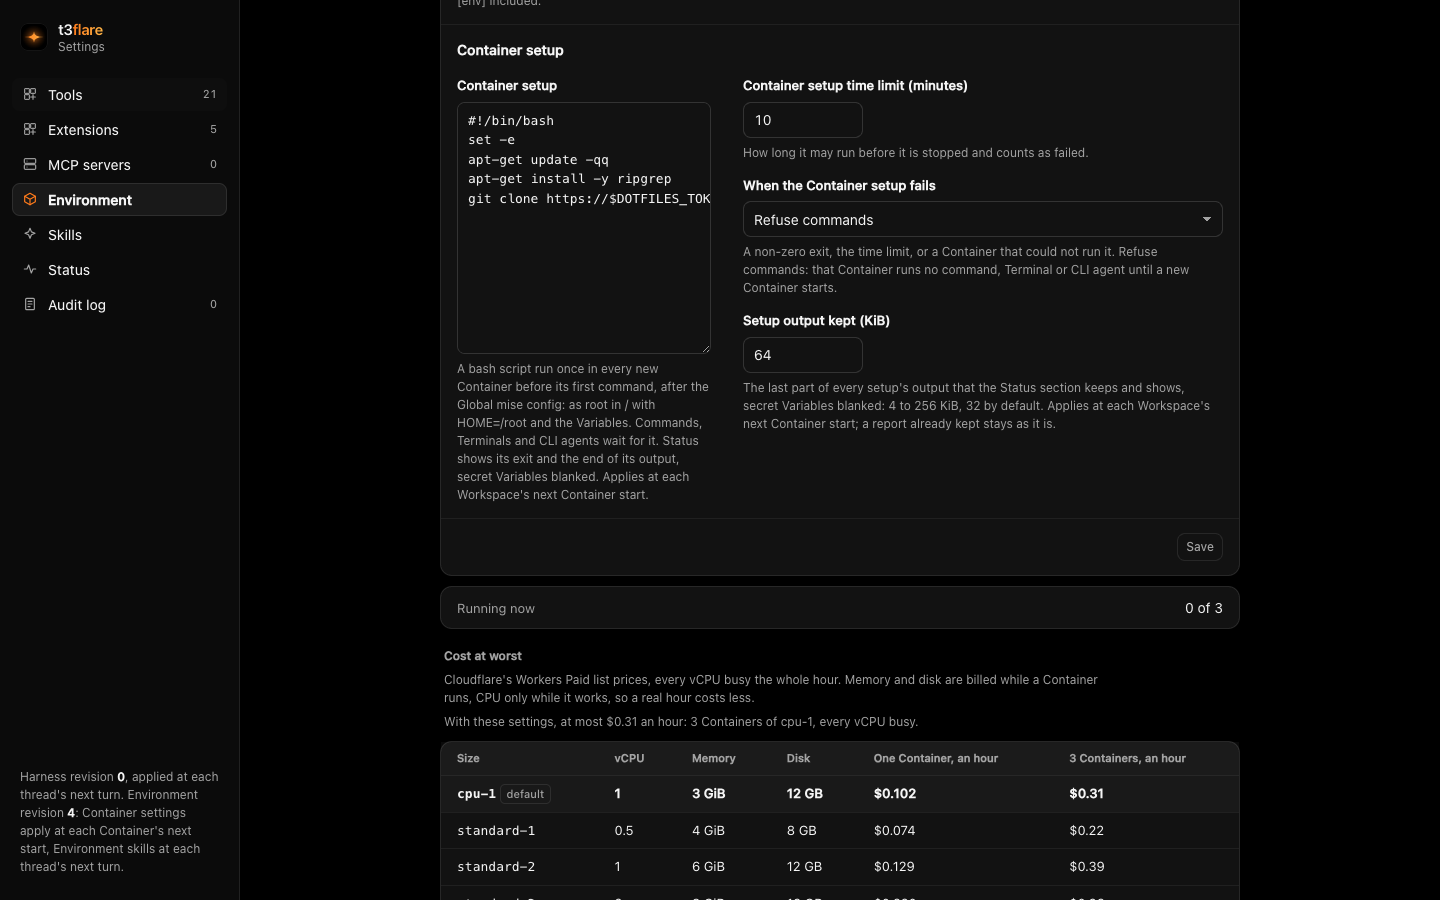 t3flare
Settings
Tools 21
Extensions 5
MCP servers 0
Environment
Skills
Status
Audit log 0
Harness revision 0, applied at each
thread's next turn. Environment
revision 4: Container settings
apply at each Container's next
start, Environment skills at each
thread's next turn.
[env] included.
Container setup
Container setup
#!/bin/bash
set -e
apt-get update -qq
apt-get install -y ripgrep
git clone https://$DOTFILES_TOK
A bash script run once in every new
Container before its first command, after the
Global mise config: as root in / with
HOME=/root and the Variables. Commands,
Terminals and CLI agents wait for it. Status
shows its exit and the end of its output,
secret Variables blanked. Applies at each
Workspace's next Container start.
Container setup time limit (minutes)
10
How long it may run before it is stopped and counts as failed.
When the Container setup fails
Refuse commands
A non-zero exit, the time limit, or a Container that could not run it. Refuse
commands: that Container runs no command, Terminal or CLI agent until a new
Container starts.
Setup output kept (KiB)
64
The last part of every setup's output that the Status section keeps and shows,
secret Variables blanked: 4 to 256 KiB, 32 by default. Applies at each Workspace's
next Container start; a report already kept stays as it is.
Save
Running now 0 of 3
Cost at worst
Cloudflare's Workers Paid list prices, every vCPU busy the whole hour. Memory and disk are billed while a Container
runs, CPU only while it works, so a real hour costs less.
With these settings, at most $0.31 an hour: 3 Containers of cpu-1, every vCPU busy.
Size vCPU Memory Disk One Container, an hour 3 Containers, an hour
cpu-1 default 1 3 GiB 12 GB $0.102 $0.31
standard-1 0.5 4 GiB 8 GB $0.074 $0.22
standard-2 1 6 GiB 12 GB $0.129 $0.39